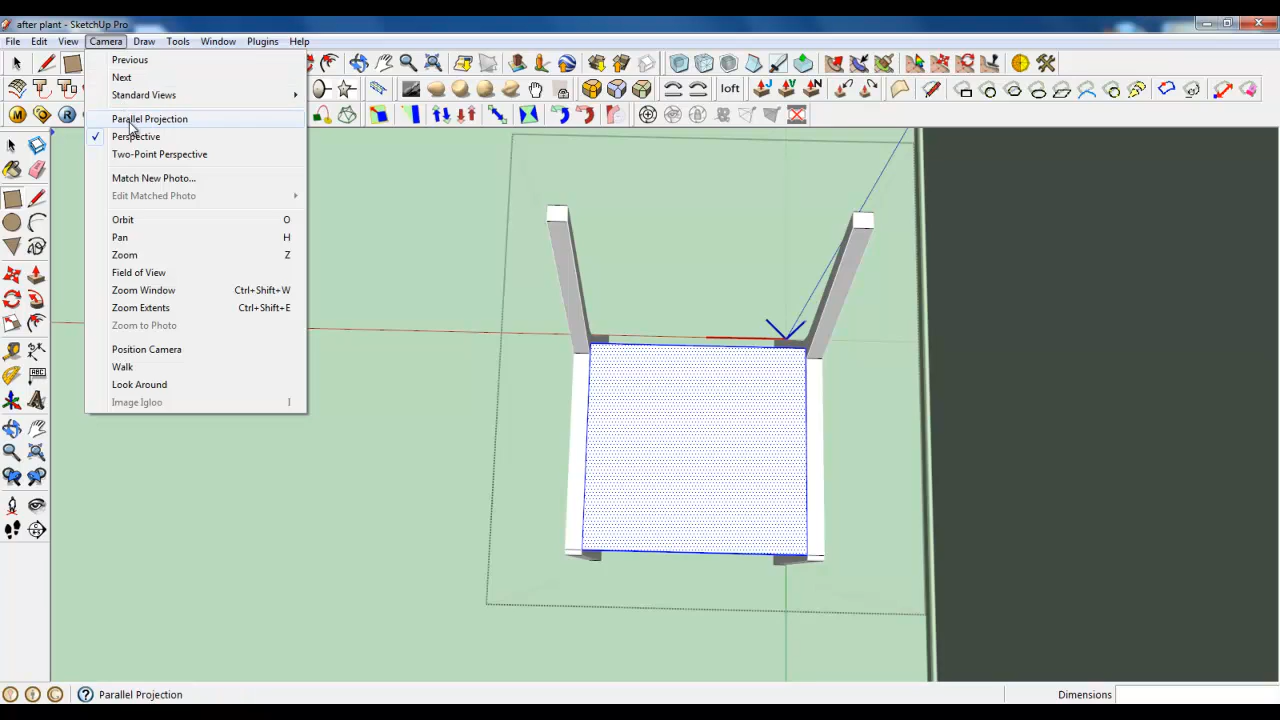 after plant - SketchUp Pro
File Edit View Camera Draw Tools Window Plugins Help
Previous
Next
Standard Views
Parallel Projection
Perspective
Two-Point Perspective
Match New Photo...
Edit Matched Photo
Orbit O
Pan H
Zoom Z
Field of View
Zoom Window Ctrl+Shift+W
Zoom Extents Ctrl+Shift+E
Zoom to Photo
Position Camera
Walk
Look Around
Image Igloo I
loft
J V N
M R
ABC
Parallel Projection
Dimensions